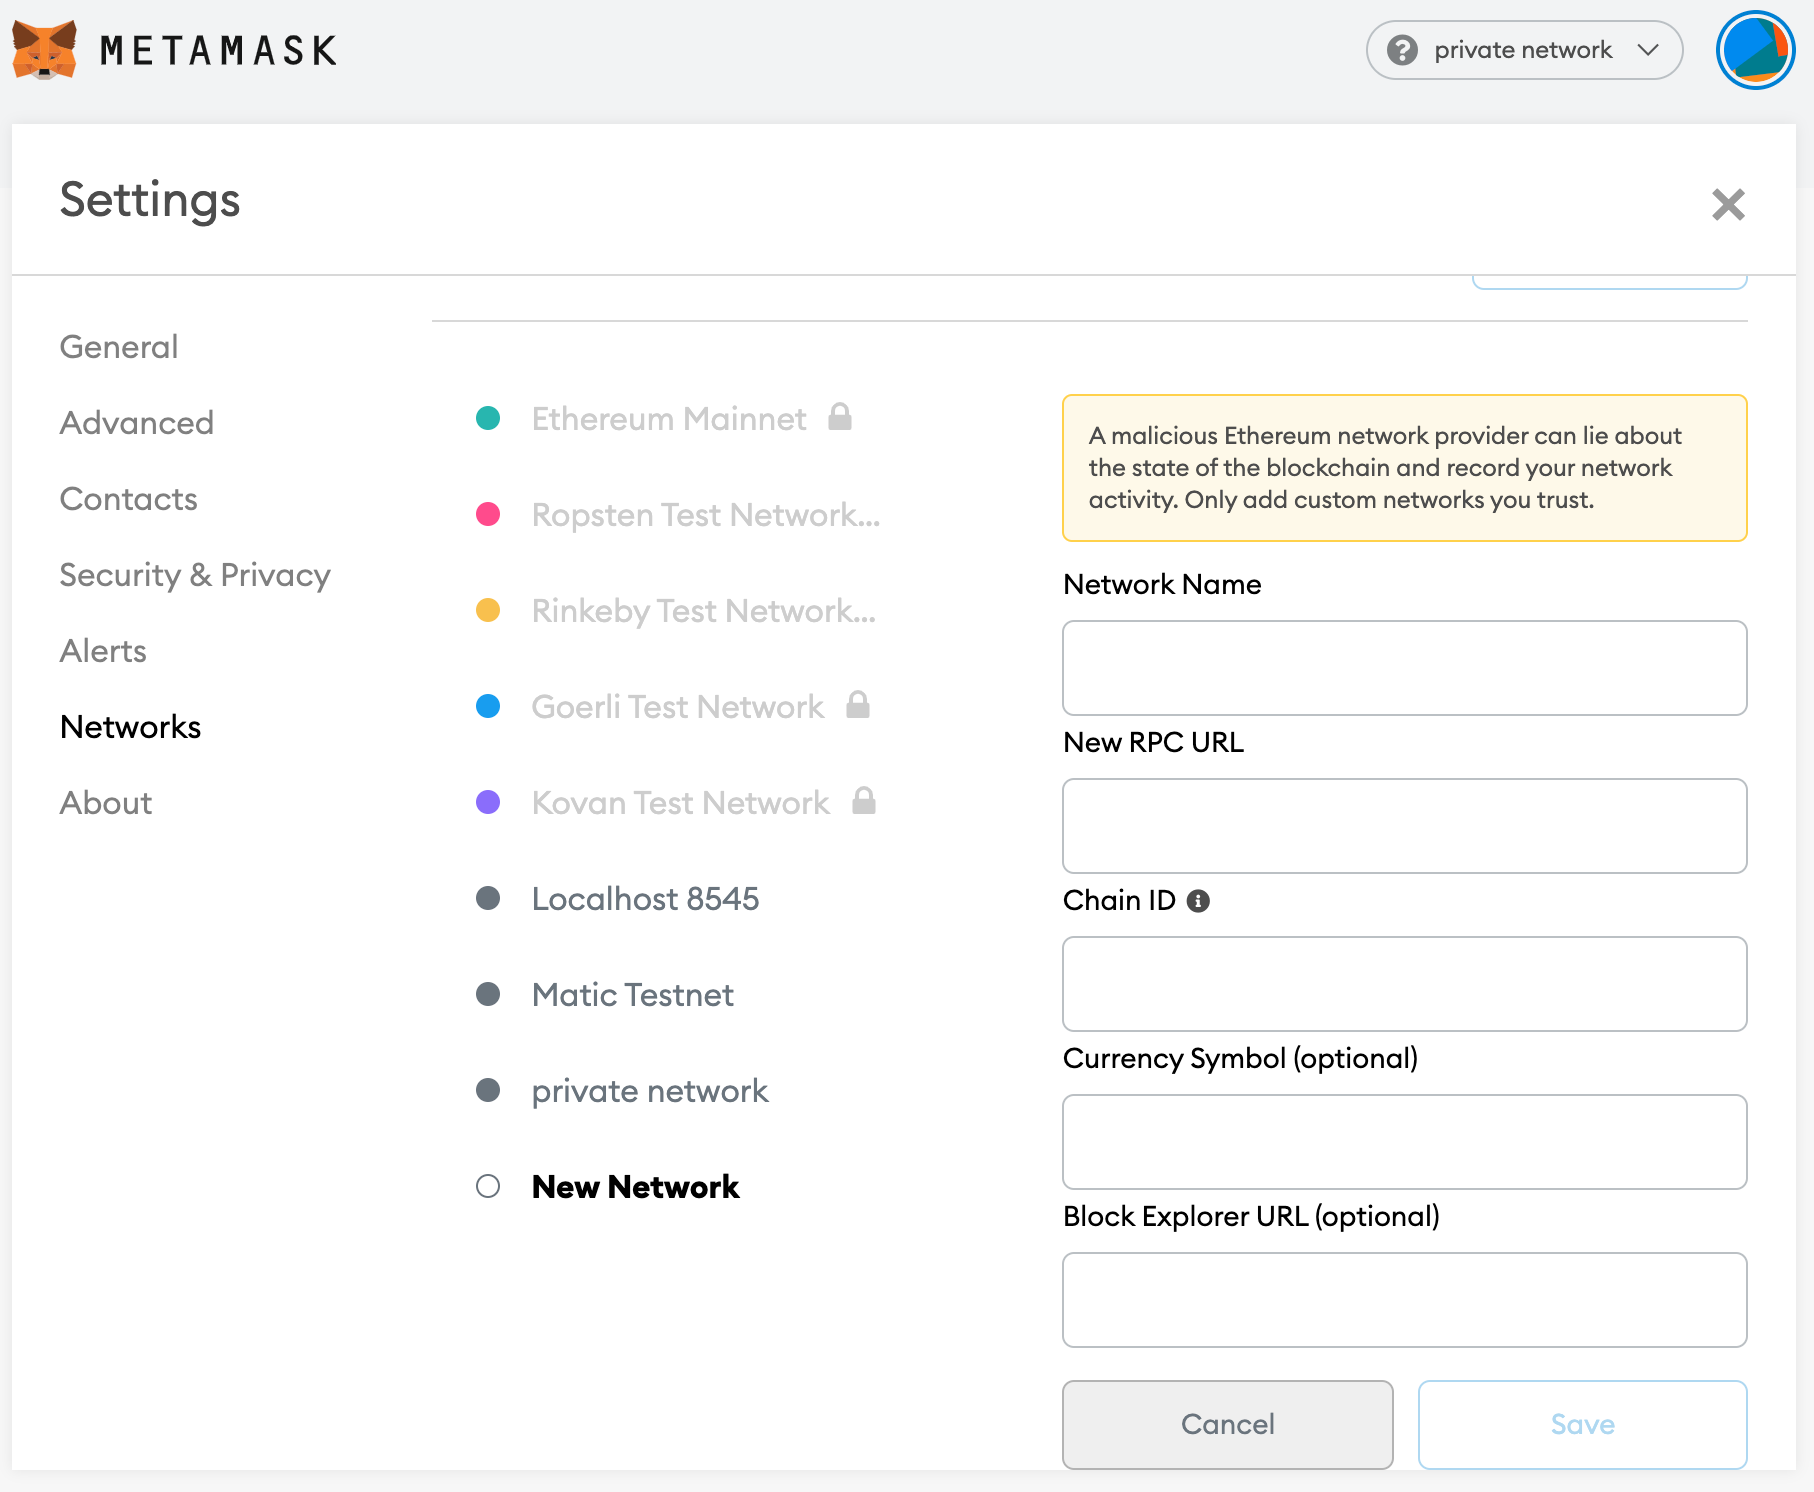 METAMASK
private network
Settings
General
Advanced
Contacts
Security & Privacy
Alerts
Networks
About
Ethereum Mainnet
Ropsten Test Network...
Rinkeby Test Network...
Goerli Test Network
Kovan Test Network
Localhost 8545
Matic Testnet
private network
New Network
A malicious Ethereum network provider can lie about
the state of the blockchain and record your network
activity. Only add custom networks you trust.
Network Name
New RPC URL
Chain ID
Currency Symbol (optional)
Block Explorer URL (optional)
Cancel
Save